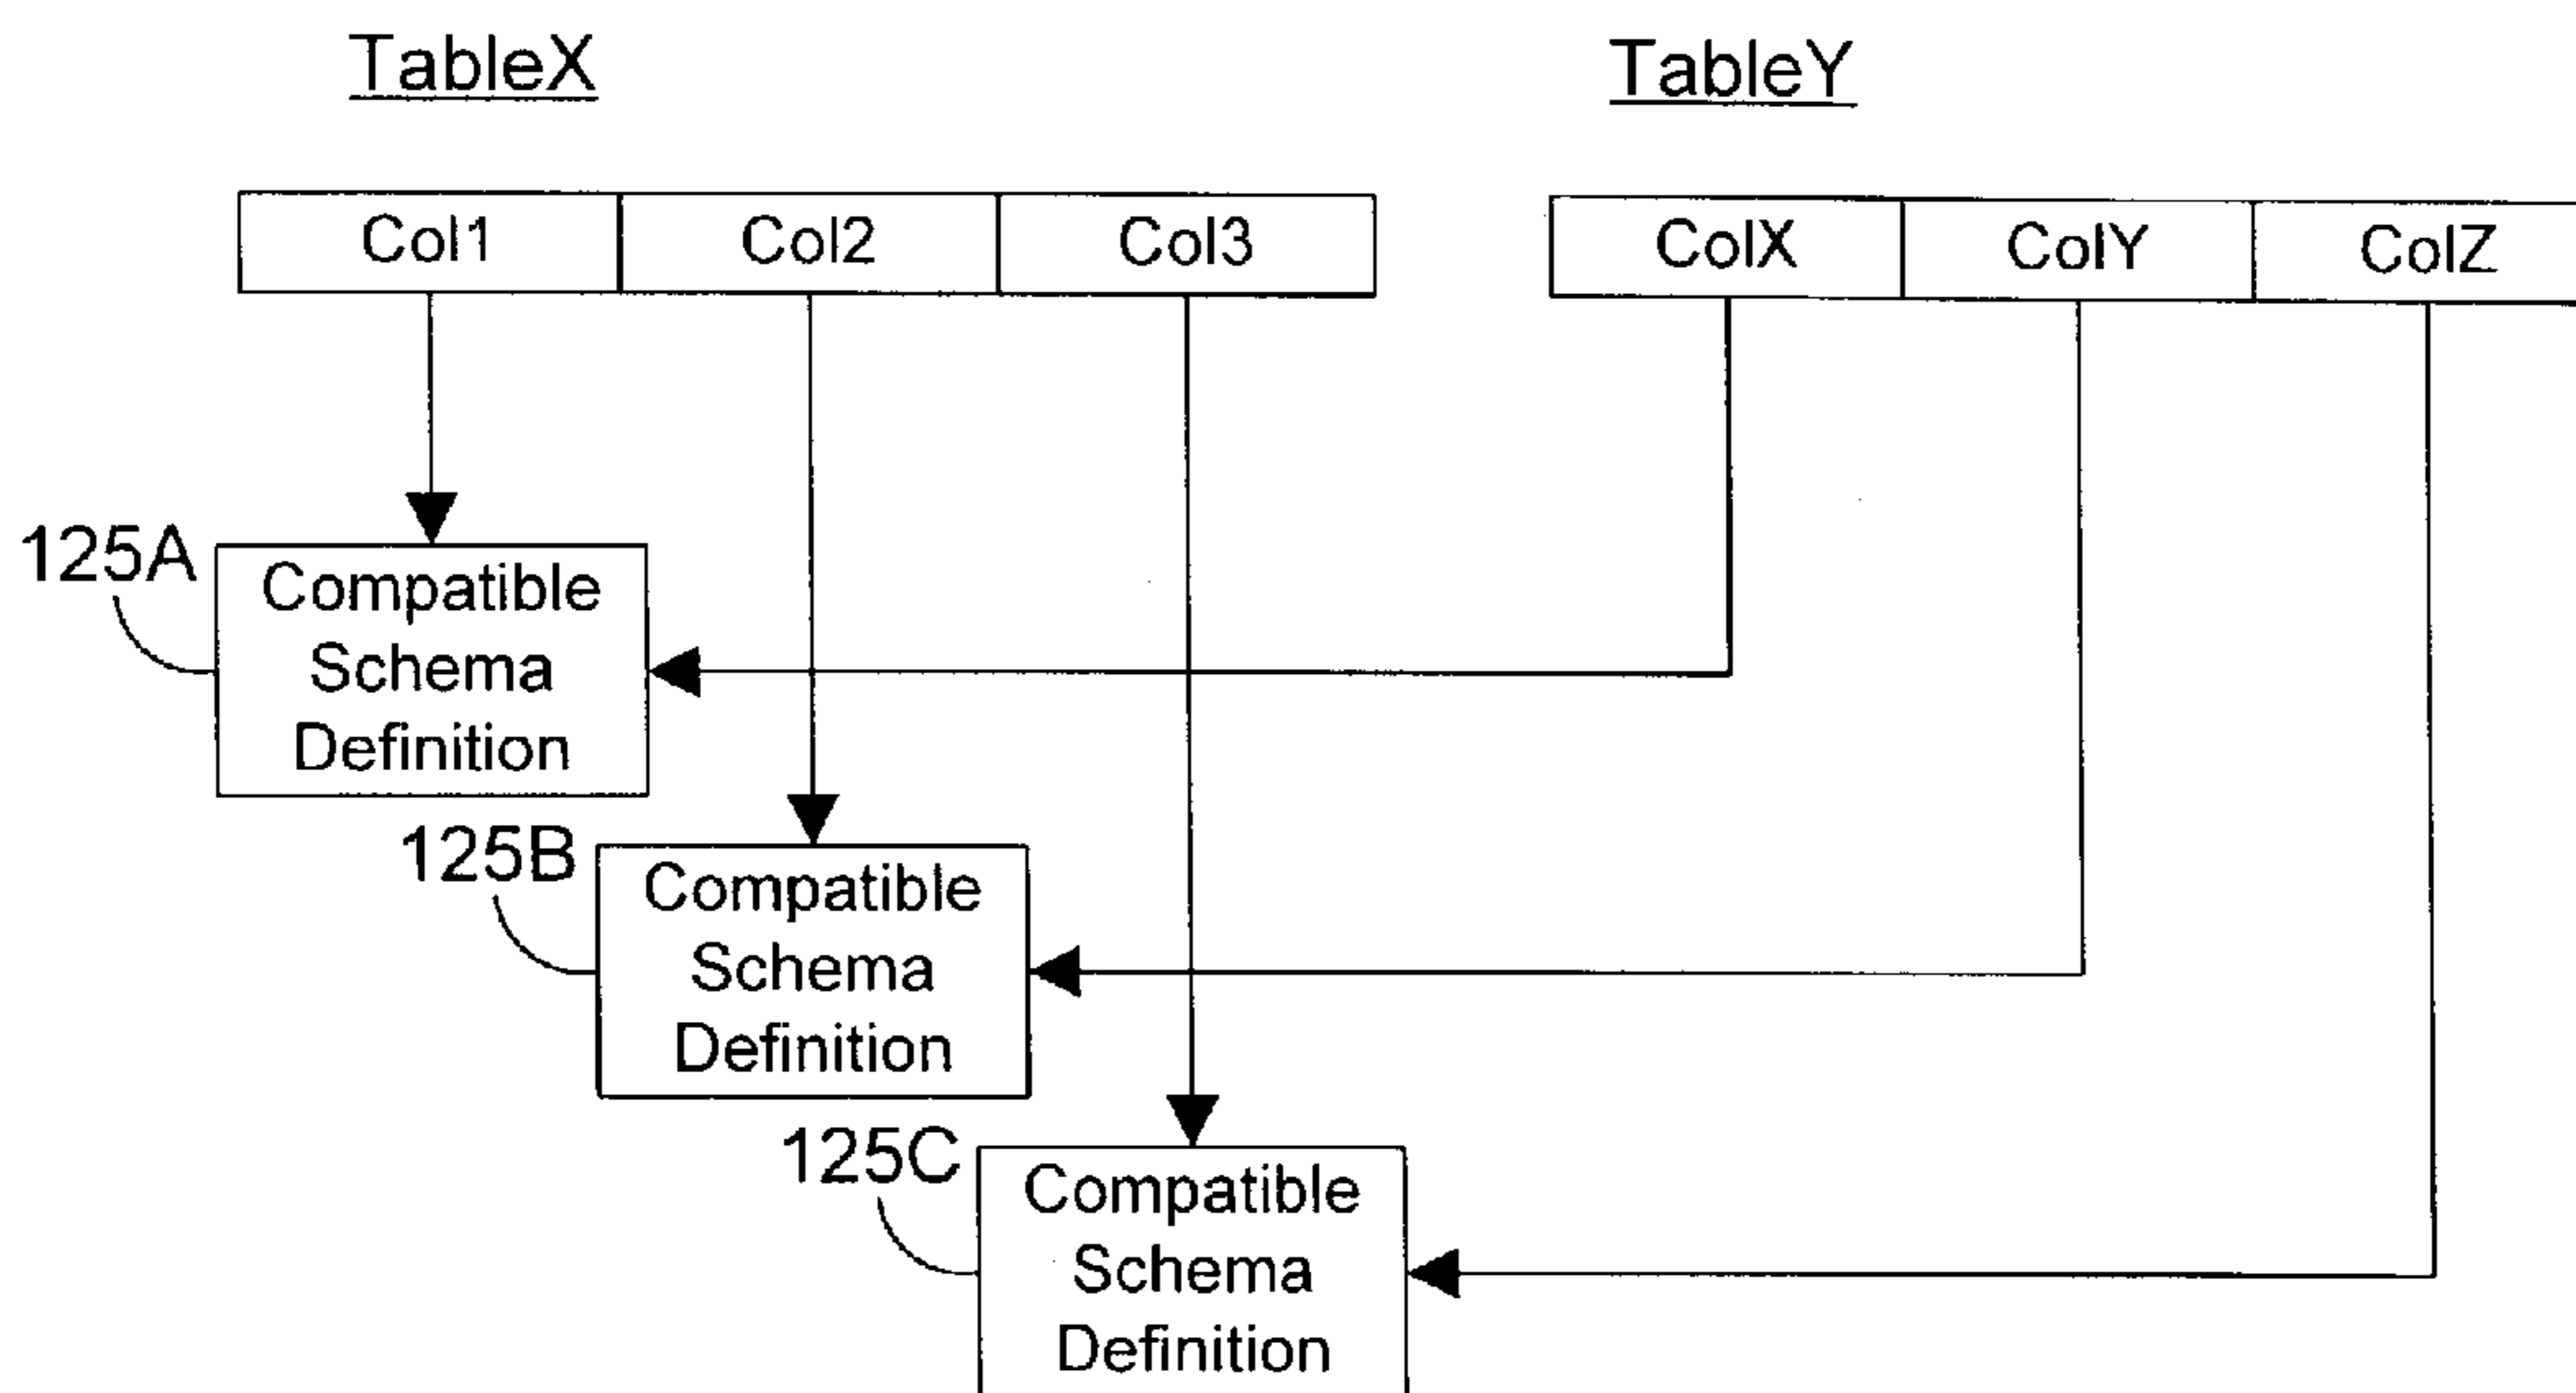 TableX
TableY
Col1 Col2 Col3
ColX ColY ColZ
125A
Compatible
Schema
Definition
125B
Compatible
Schema
Definition
125C
Compatible
Schema
Definition